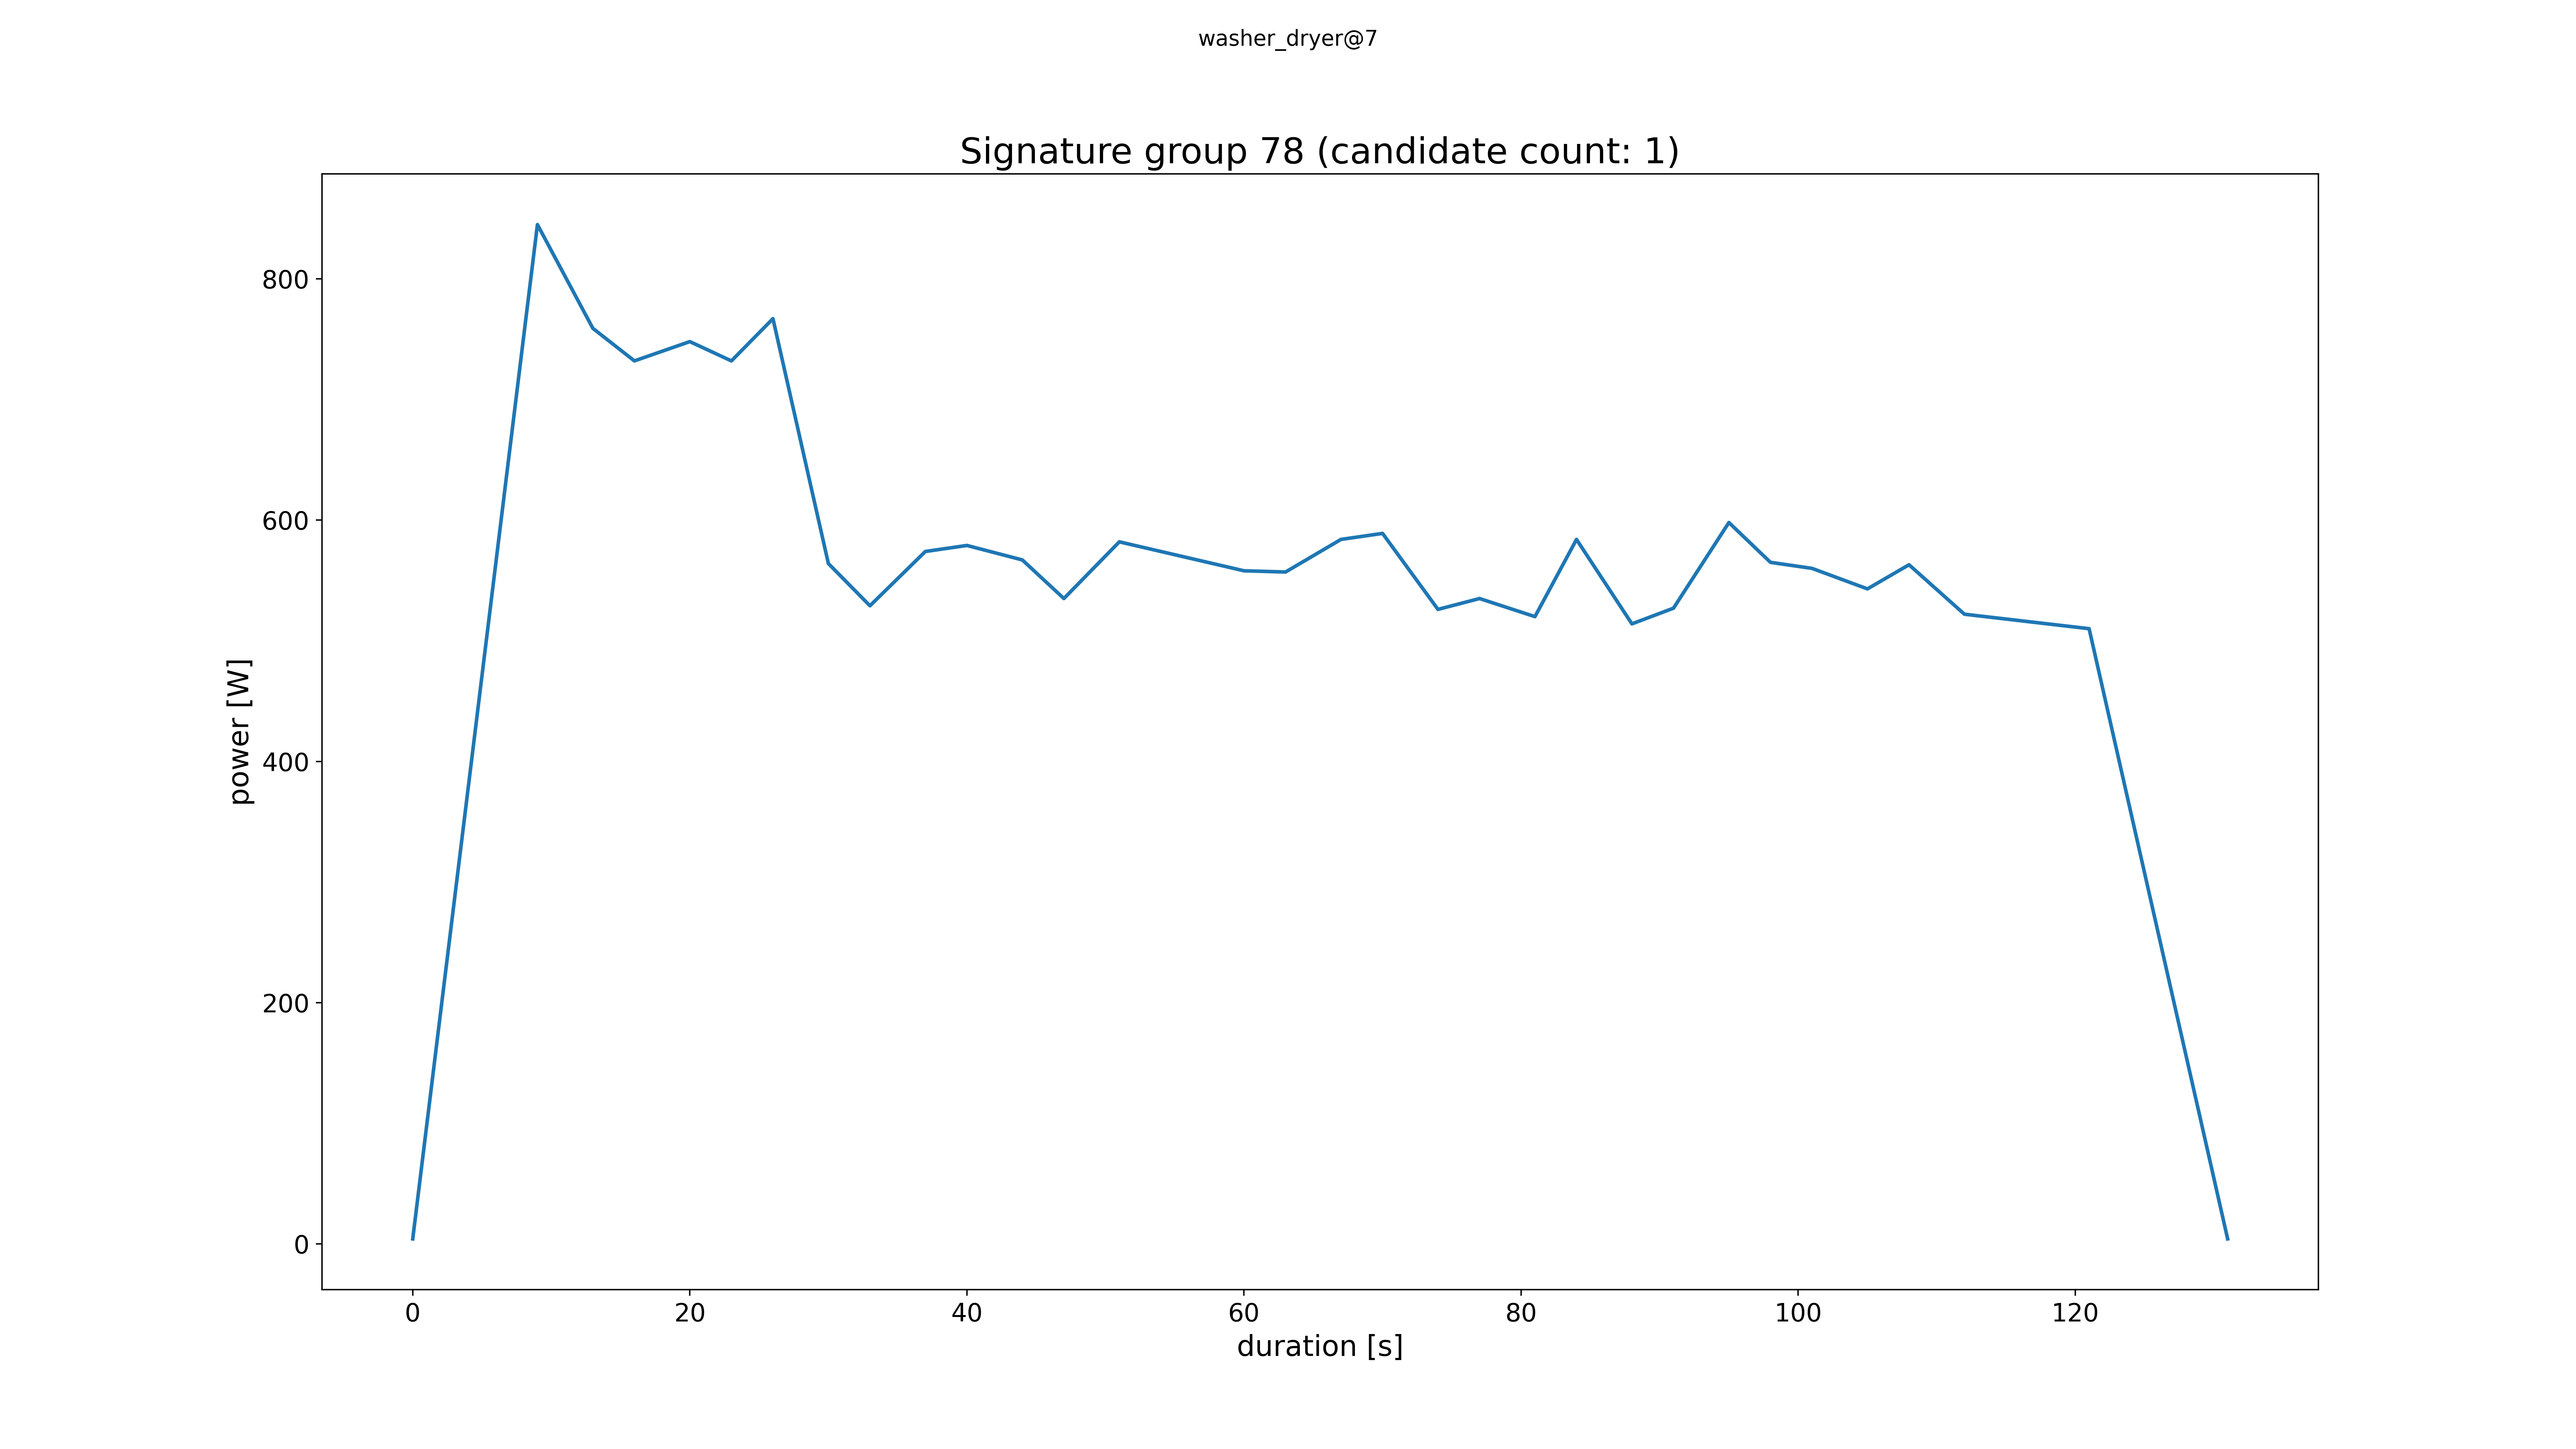 washer_dryer@7
Signature group 78 (candidate count: 1)
800
600
400
200
0
power [W]
0 20 40 60 80 100 120
duration [s]